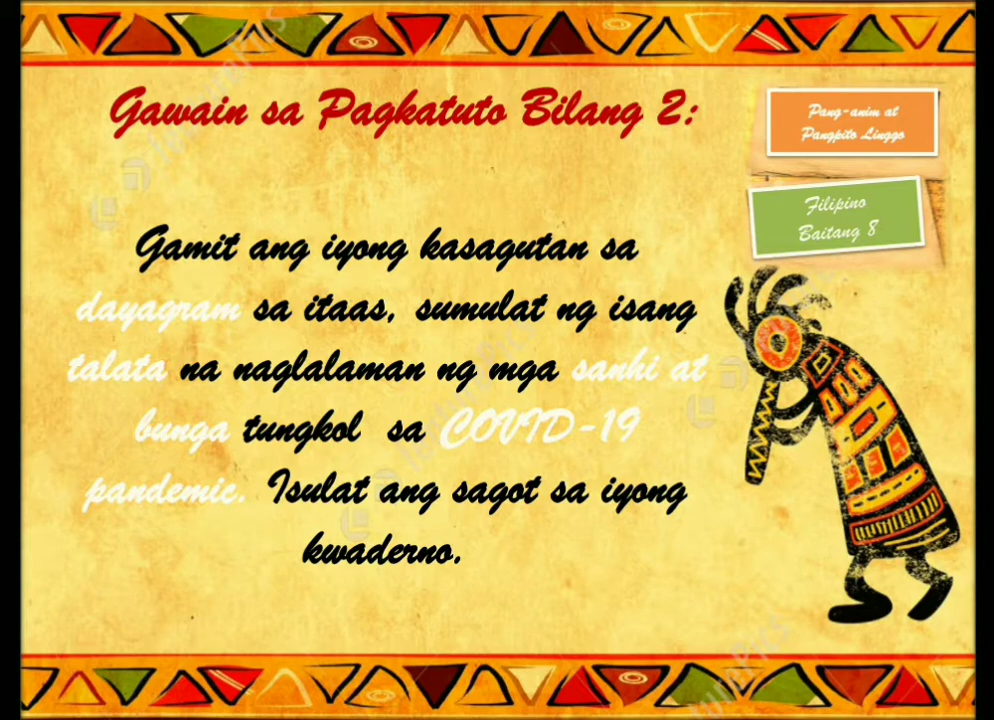 Gawain sa Pagkatuto Bilang 2:
Pang-anim at
Pangpito Linggo
Filipino
Baitang 8
Gamit ang iyong kasagutan sa
dayagram sa itaas, sumulat ng isang
talata na naglalaman ng mga sanhi at
bunga tungkol sa COVID-19
pandemic. Isulat ang sagot sa iyong
kwaderno.